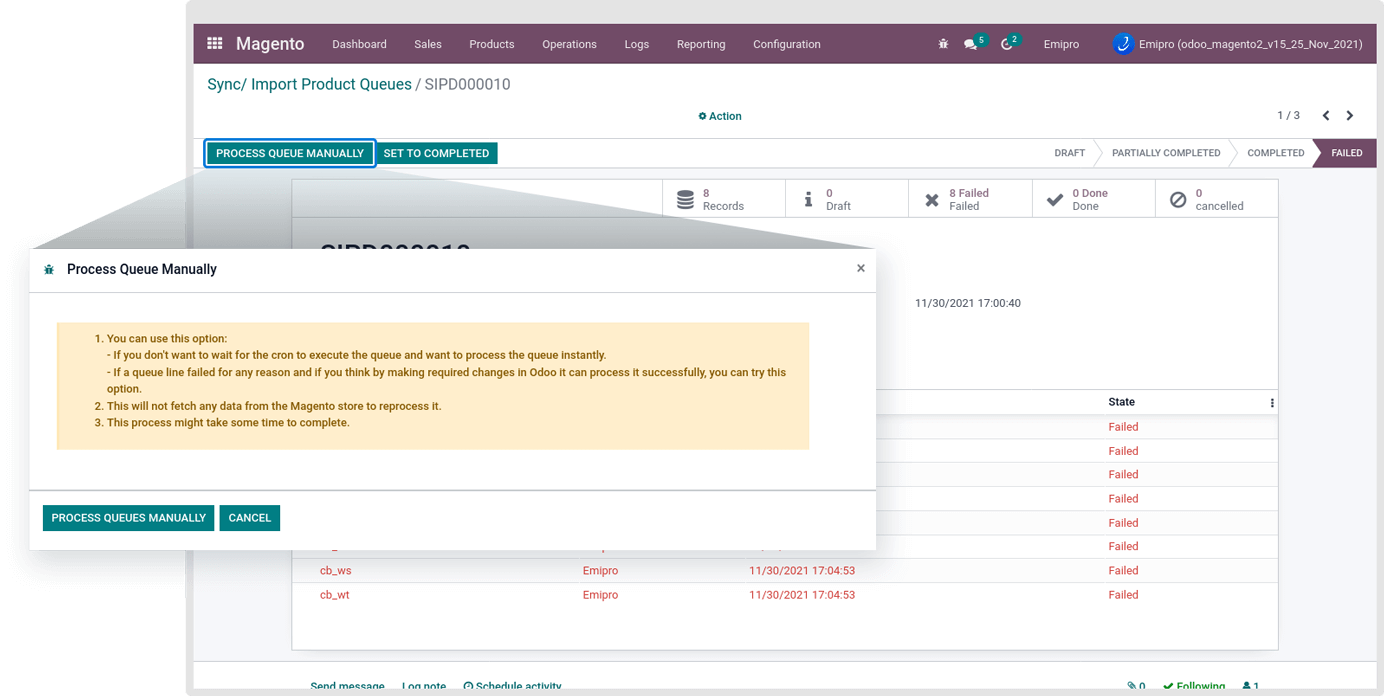 Magento Dashboard Sales Products Operations Logs Reporting Configuration 5 2 Emipro Emipro (odoo_magento2_v15_25_Nov_2021)
Sync/ Import Product Queues / SIPD000010
Action 1 / 3
PROCESS QUEUE MANUALLY SET TO COMPLETED DRAFT PARTIALLY COMPLETED COMPLETED FAILED
8 0 8 Failed 0 Done 0
Records Draft Failed Done cancelled
SIPD000010
Process Queue Manually ×
11/30/2021 17:00:40
1. You can use this option:
- If you don't want to wait for the cron to execute the queue and want to process the queue instantly.
- If a queue line failed for any reason and if you think by making required changes in Odoo it can process it successfully, you can try this
option.
2. This will not fetch any data from the Magento store to reprocess it.
3. This process might take some time to complete.
State
Failed
Failed
Failed
Failed
Failed
PROCESS QUEUES MANUALLY CANCEL
Failed
cb_ws Emipro 11/30/2021 17:04:53 Failed
cb_wt Emipro 11/30/2021 17:04:53 Failed
Send message Log note Schedule activity 0 Following 1